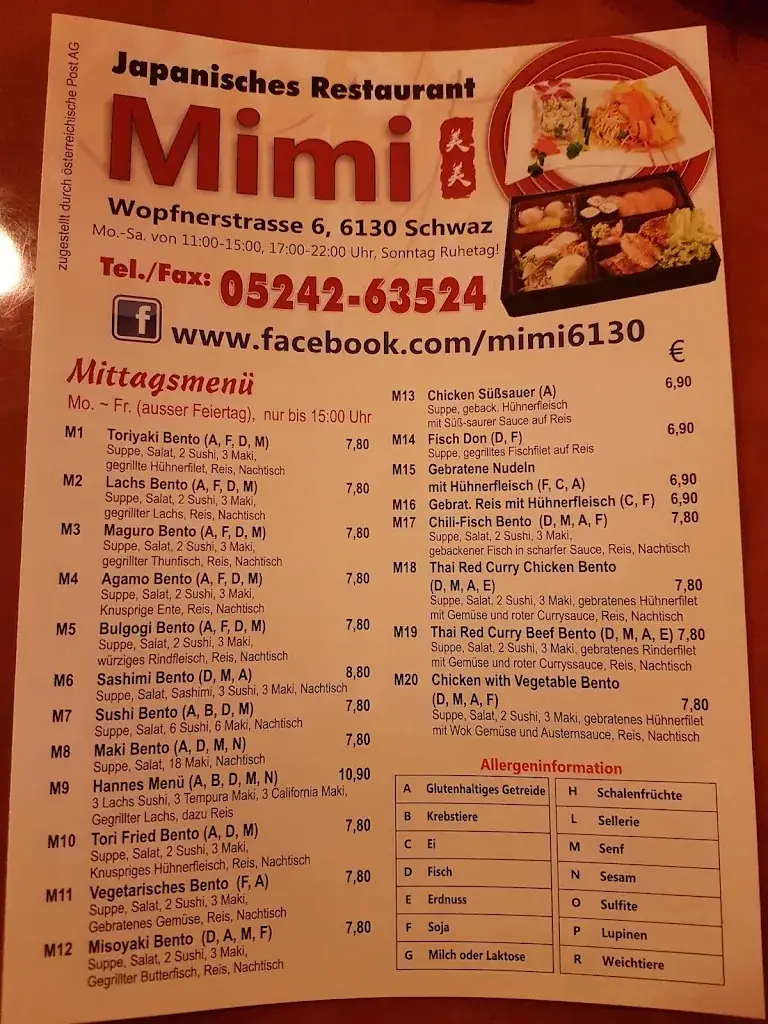 zugestellt durch österreichische Post AG
Japanisches Restaurant
Mimi
美
美
Wopfnerstrasse 6, 6130 Schwaz
Mo.-Sa. von 11:00-15:00, 17:00-22:00 Uhr, Sonntag Ruhetag!
Tel./Fax: 05242-63524
f www.facebook.com/mimi6130
€
Mittagsmenü
Mo. ~ Fr. (ausser Feiertag), nur bis 15:00 Uhr
M1 Toriyaki Bento (A, F, D, M) 7,80
Suppe, Salat, 2 Sushi, 3 Maki,
gegrillte Hühnerfilet, Reis, Nachtisch
M2 Lachs Bento (A, F, D, M) 7,80
Suppe, Salat, 2 Sushi, 3 Maki,
gegrillter Lachs, Reis, Nachtisch
M3 Maguro Bento (A, F, D, M) 7,80
Suppe, Salat, 2 Sushi, 3 Maki,
gegrillter Thunfisch, Reis, Nachtisch
M4 Agamo Bento (A, F, D, M) 7,80
Suppe, Salat, 2 Sushi, 3 Maki,
Knusprige Ente, Reis, Nachtisch
M5 Bulgogi Bento (A, F, D, M) 7,80
Suppe, Salat, 2 Sushi, 3 Maki,
würziges Rindfleisch, Reis, Nachtisch
M6 Sashimi Bento (D, M, A) 8,80
Suppe, Salat, Sashimi, 3 Sushi, 3 Maki, Nachtisch
M7 Sushi Bento (A, B, D, M) 7,80
Suppe, Salat, 6 Sushi, 6 Maki, Nachtisch
M8 Maki Bento (A, D, M, N) 7,80
Suppe, Salat, 18 Maki, Nachtisch
M9 Hannes Menü (A, B, D, M, N) 10,90
3 Lachs Sushi, 3 Tempura Maki, 3 California Maki,
Gegrillter Lachs, dazu Reis
M10 Tori Fried Bento (A, D, M) 7,80
Suppe, Salat, 2 Sushi, 3 Maki,
Knuspriges Hühnerfleisch, Reis, Nachtisch
M11 Vegetarisches Bento (F, A) 7,80
Suppe, Salat, 2 Sushi, 3 Maki,
Gebratenes Gemüse, Reis, Nachtisch
M12 Misoyaki Bento (D, A, M, F) 7,80
Suppe, Salat, 2 Sushi, 3 Maki,
Gegrillter Butterfisch, Reis, Nachtisch
M13 Chicken Süßsauer (A) 6,90
Suppe, geback. Hühnerfleisch
mit Süß-saurer Sauce auf Reis
M14 Fisch Don (D, F) 6,90
Suppe, gegrilltes Fischfilet auf Reis
M15 Gebratene Nudeln
mit Hühnerfleisch (F, C, A) 6,90
M16 Gebrat. Reis mit Hühnerfleisch (C, F) 6,90
M17 Chili-Fisch Bento (D, M, A, F) 7,80
Suppe, Salat, 2 Sushi, 3 Maki,
gebackener Fisch in scharfer Sauce, Reis, Nachtisch
M18 Thai Red Curry Chicken Bento
(D, M, A, E) 7,80
Suppe, Salat, 2 Sushi, 3 Maki, gebratenes Hühnerfilet
mit Gemüse und roter Currysauce, Reis, Nachtisch
M19 Thai Red Curry Beef Bento (D, M, A, E) 7,80
Suppe, Salat, 2 Sushi, 3 Maki, gebratenes Rinderfilet
mit Gemüse und roter Curryssauce, Reis, Nachtisch
M20 Chicken with Vegetable Bento
(D, M, A, F) 7,80
Suppe, Salat, 2 Sushi, 3 Maki, gebratenes Hühnerfilet
mit Wok Gemüse und Austernsauce, Reis, Nachtisch
Allergeninformation
A Glutenhaltiges Getreide
B Krebstiere
C Ei
D Fisch
E Erdnuss
F Soja
G Milch oder Laktose
H Schalenfrüchte
L Sellerie
M Senf
N Sesam
O Sulfite
P Lupinen
R Weichtiere